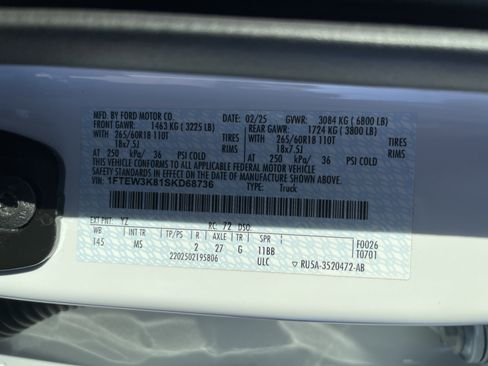 MFD. BY FORD MOTOR CO. 02/25 GVWR: 3084 KG ( 6800 LB)
FRONT GAWR: 1463 KG ( 3225 LB) REAR GAWR: 1724 KG ( 3800 LB)
WITH 265/60R18 110T TIRES WITH 265/60R18 110T TIRES
18x7.5J RIMS 18x7.5J RIMS
AT 250 kPa/ 36 PSI COLD AT 250 kPa/ 36 PSI COLD
THIS VEHICLE CONFORMS TO ALL APPLICABLE FEDERAL MOTOR VEHICLE
SAFETY STANDARDS IN EFFECT ON THE DATE OF MANUFACTURE SHOWN ABOVE.
VIN: 1FTEW3K81SKD68736 TYPE: Truck
EXT PNT: YZ RC: 72 DSO:
WB INT TR TP/PS R AXLE TR SPR F0026
145 MS 2 27 G 11BB T0701
2202502195806 ULC ▽ RU5A-3520472-AB